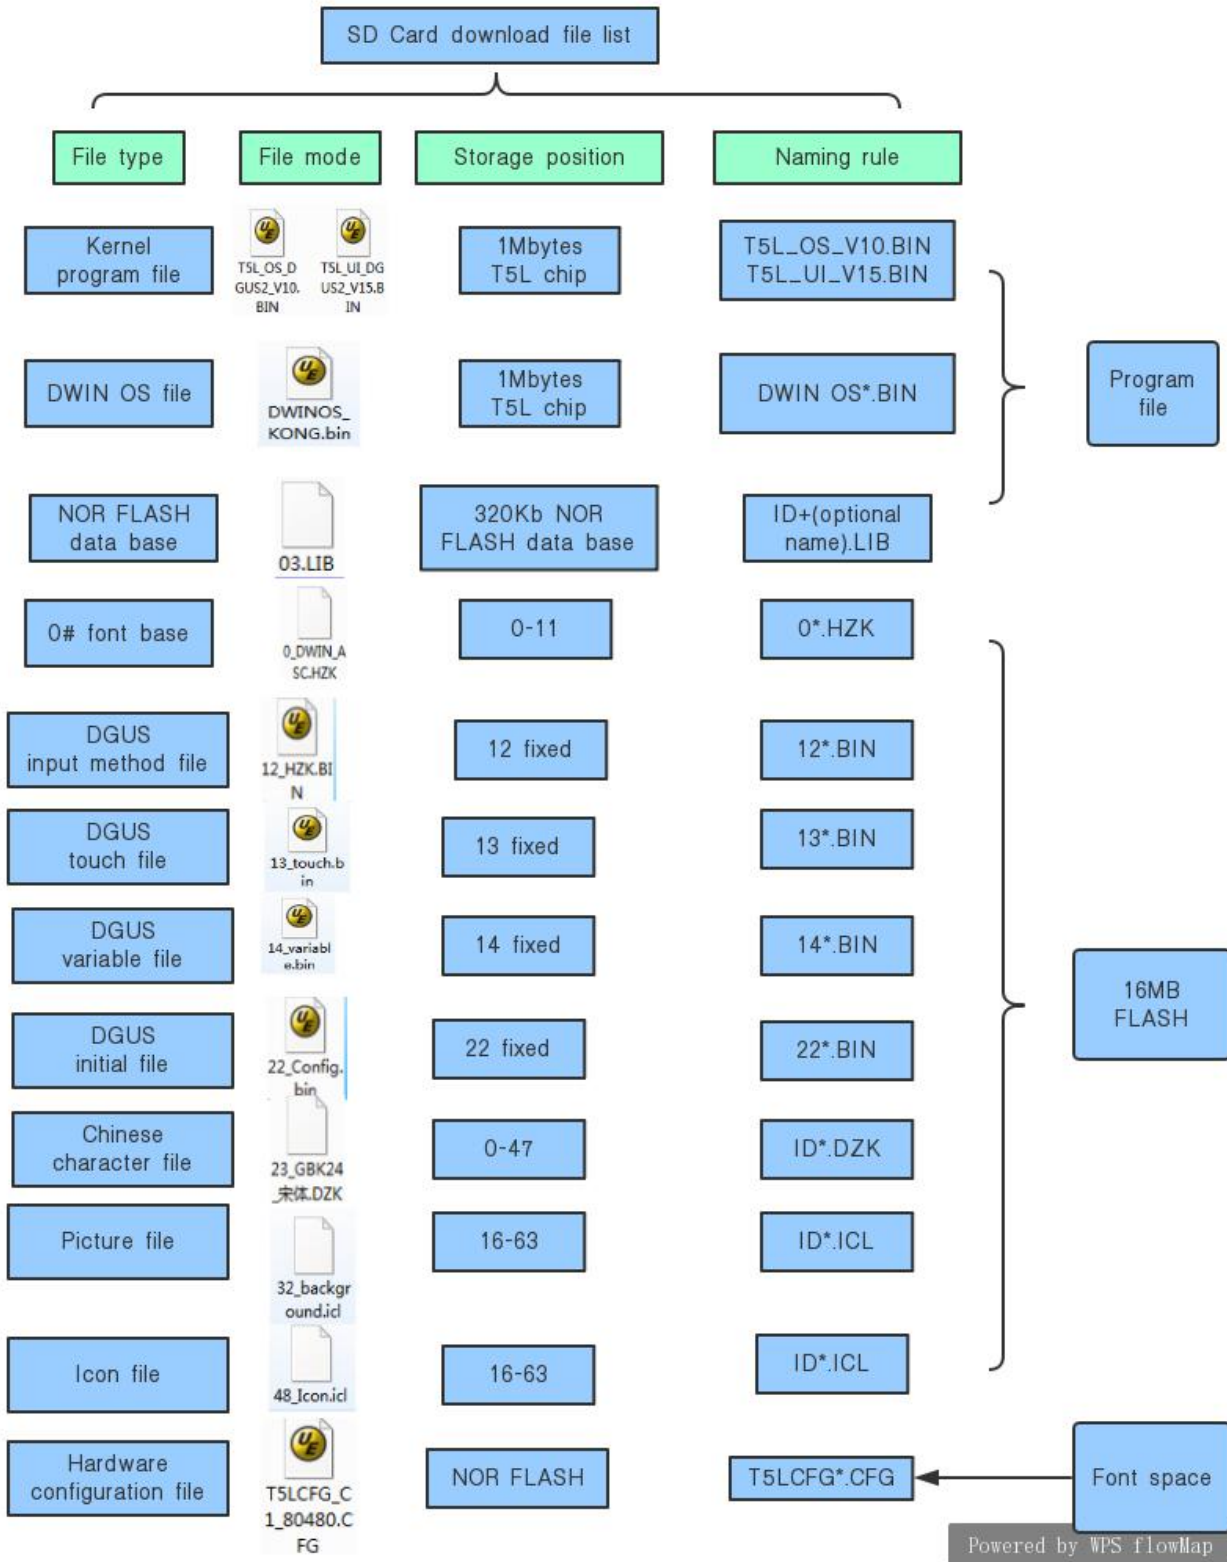 SD Card download file list
File type
File mode
Storage position
Naming rule
Kernel
program file
T5L_OS_D
GUS2_V10.
BIN
T5L_UI_DG
US2_V15.B
IN
1Mbytes
T5L chip
T5L_OS_V10.BIN
T5L_UI_V15.BIN
DWIN OS file
DWINOS_
KONG.bin
1Mbytes
T5L chip
DWIN OS*.BIN
Program
file
NOR FLASH
data base
03.LIB
320Kb NOR
FLASH data base
ID+(optional
name).LIB
0# font base
0_DWIN_A
SC.HZK
0-11
0*.HZK
DGUS
input method file
12_HZK.BI
N
12 fixed
12*.BIN
DGUS
touch file
13_touch.b
in
13 fixed
13*.BIN
DGUS
variable file
14_variabl
e.bin
14 fixed
14*.BIN
16MB
FLASH
DGUS
initial file
22_Config.
bin
22 fixed
22*.BIN
Chinese
character file
23_GBK24
_宋体.DZK
0-47
ID*.DZK
Picture file
32_backgr
ound.icl
16-63
ID*.ICL
Icon file
48_Icon.icl
16-63
ID*.ICL
Hardware
configuration file
T5LCFG_C
1_80480.C
FG
NOR FLASH
T5LCFG*.CFG
Font space
Powered by WPS flowMap